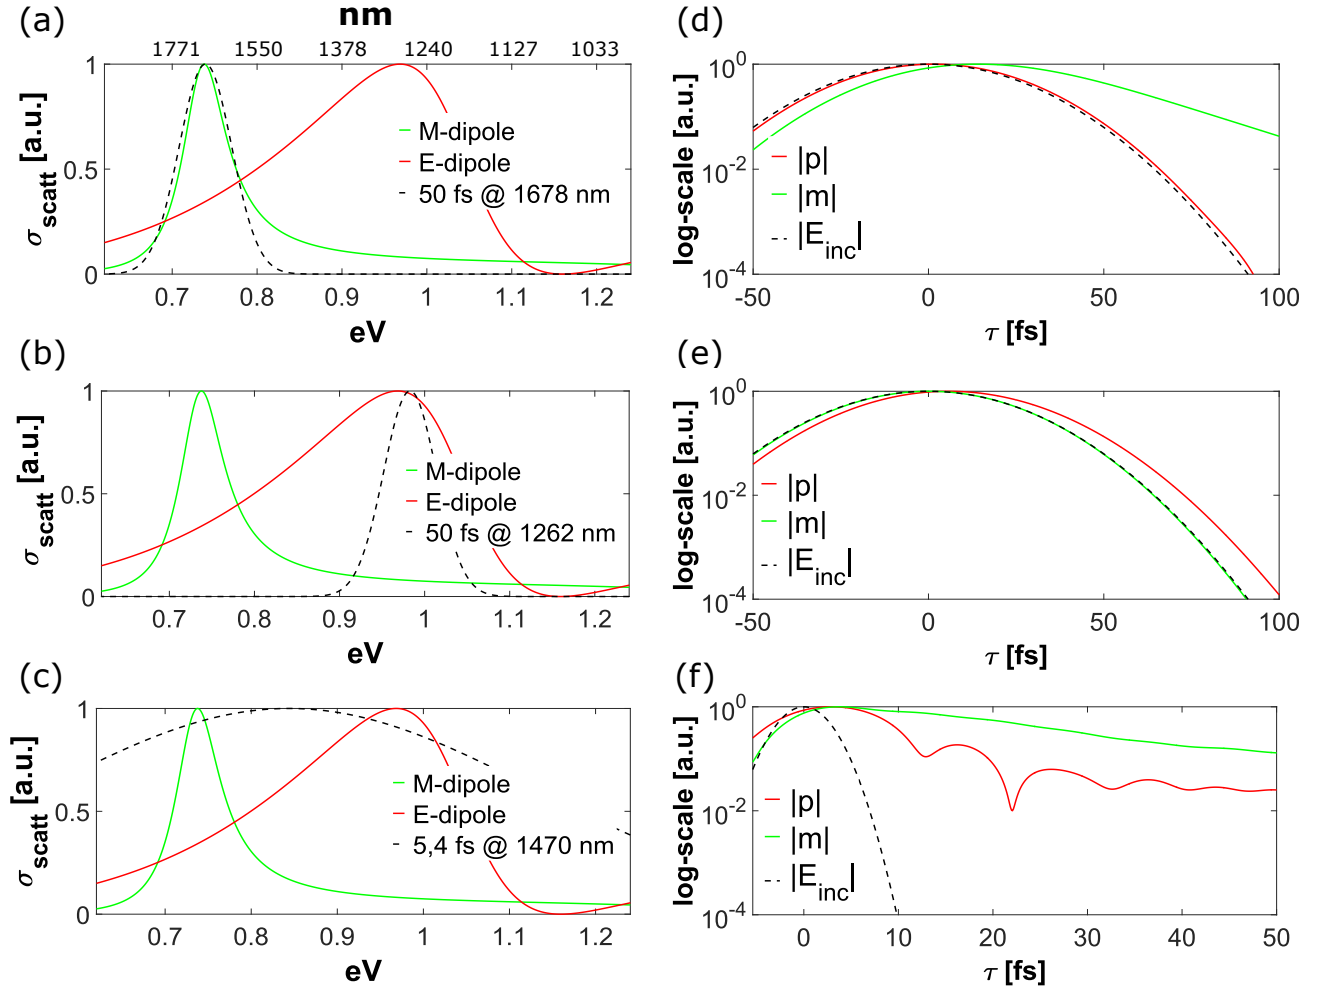 (a)
nm
1771 1550 1378 1240 1127 1033
1
0.5
0
σscatt [a.u.]
M-dipole
E-dipole
50 fs @ 1678 nm
0.7 0.8 0.9 1 1.1 1.2
eV
(d)
10^0
10^-2
10^-4
log-scale [a.u.]
|p|
|m|
|E_inc|
-50 0 50 100
τ [fs]
(b)
1
0.5
0
σscatt [a.u.]
M-dipole
E-dipole
50 fs @ 1262 nm
0.7 0.8 0.9 1 1.1 1.2
eV
(e)
10^0
10^-2
10^-4
log-scale [a.u.]
|p|
|m|
|E_inc|
-50 0 50 100
τ [fs]
(c)
1
0.5
0
σscatt [a.u.]
M-dipole
E-dipole
5,4 fs @ 1470 nm
0.7 0.8 0.9 1 1.1 1.2
eV
(f)
10^0
10^-2
10^-4
log-scale [a.u.]
|p|
|m|
|E_inc|
0 10 20 30 40 50
τ [fs]